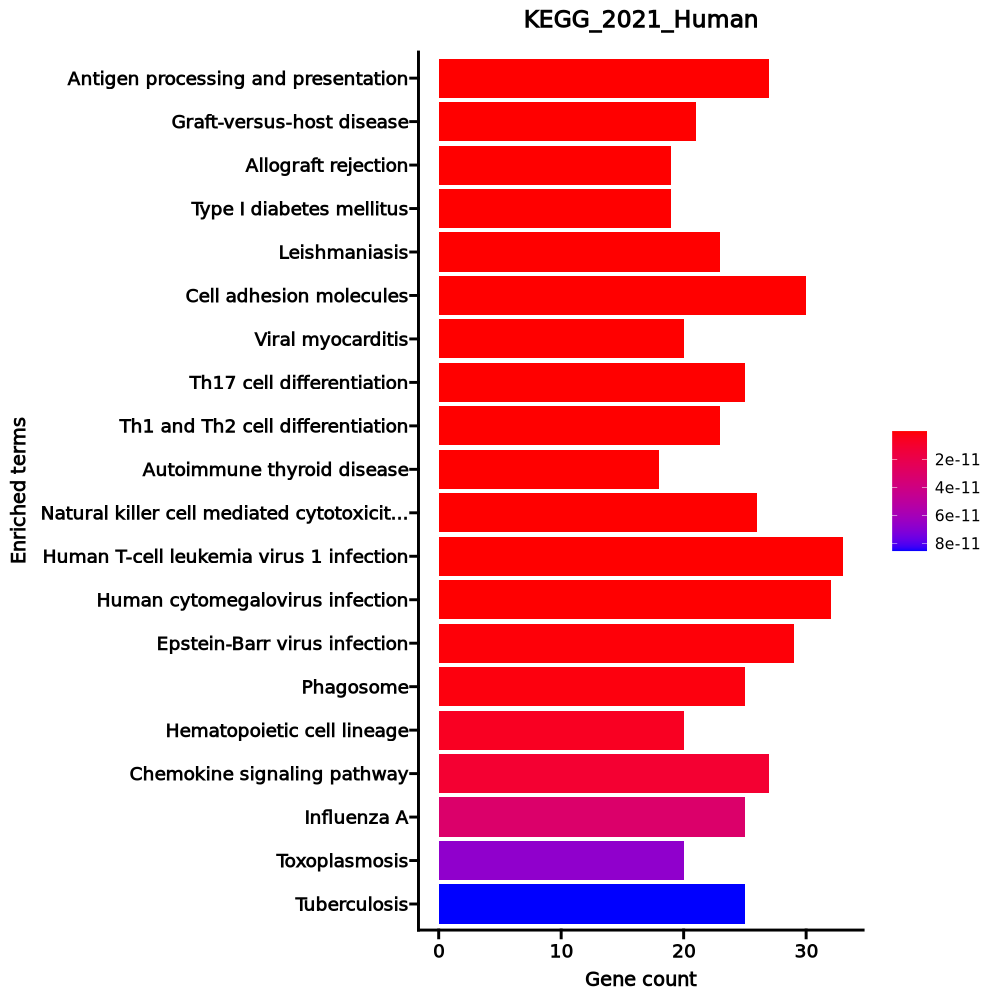 KEGG_2021_Human
Antigen processing and presentation
Graft-versus-host disease
Allograft rejection
Type I diabetes mellitus
Leishmaniasis
Cell adhesion molecules
Viral myocarditis
Th17 cell differentiation
Th1 and Th2 cell differentiation
Autoimmune thyroid disease
Natural killer cell mediated cytotoxicit...
Human T-cell leukemia virus 1 infection
Human cytomegalovirus infection
Epstein-Barr virus infection
Phagosome
Hematopoietic cell lineage
Chemokine signaling pathway
Influenza A
Toxoplasmosis
Tuberculosis
Enriched terms
0 10 20 30
Gene count
2e-11
4e-11
6e-11
8e-11